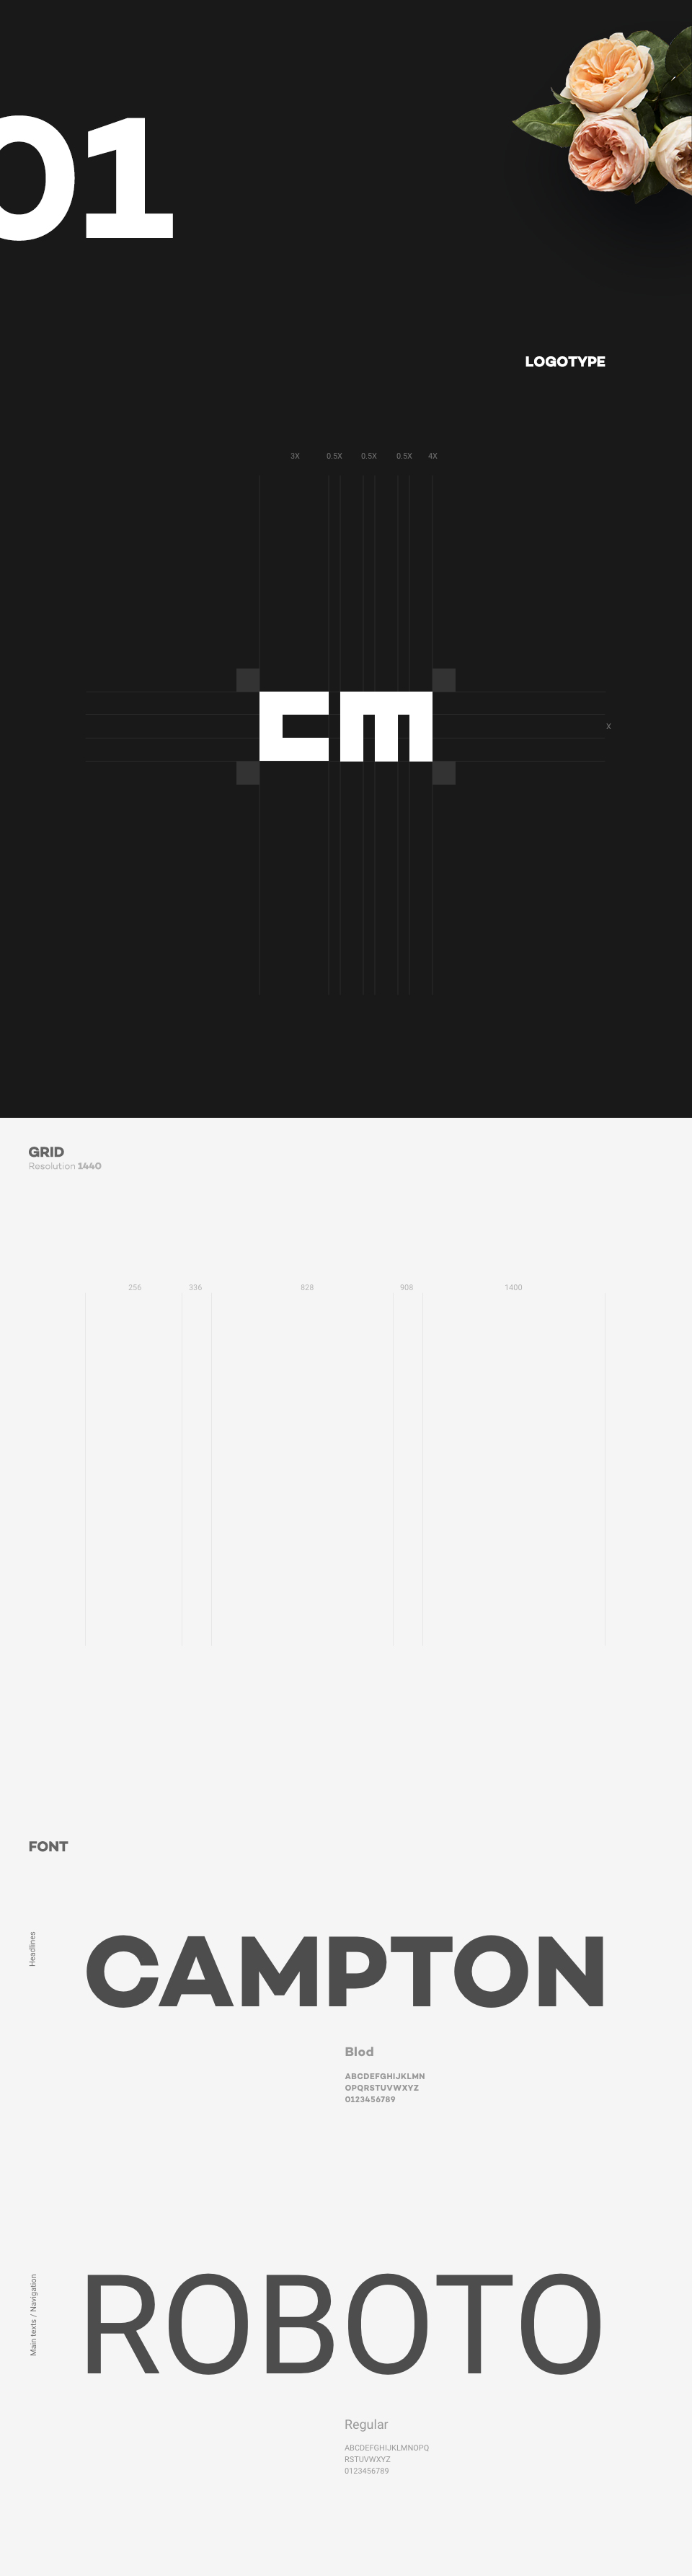 01
LOGOTYPE
3X 0.5X 0.5X 0.5X 4X
cm
X
GRID
Resolution 1440
256 336 828 908 1400
FONT
Headlines
CAMPTON
Blod
ABCDEFGHIJKLMN
OPQRSTUVWXYZ
0123456789
Main texts / Navigation
ROBOTO
Regular
ABCDEFGHIJKLMNOPQ
RSTUVWXYZ
0123456789